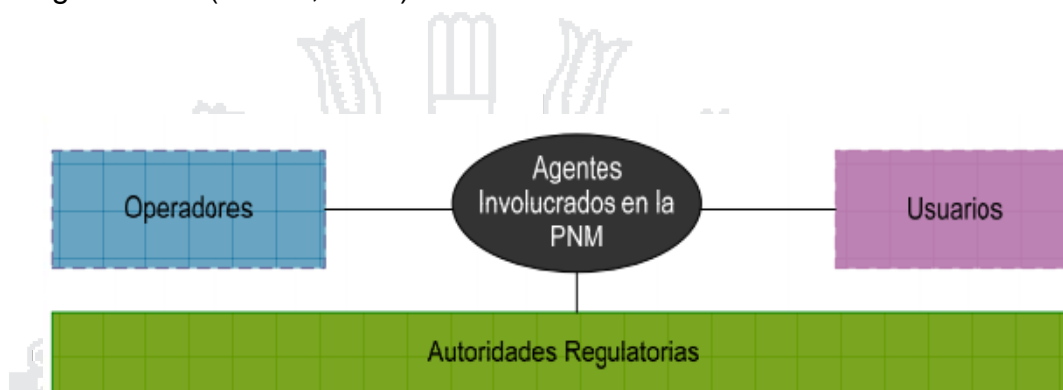 Operadores
Agentes
Involucrados en la
PNM
Usuarios
Autoridades Regulatorias